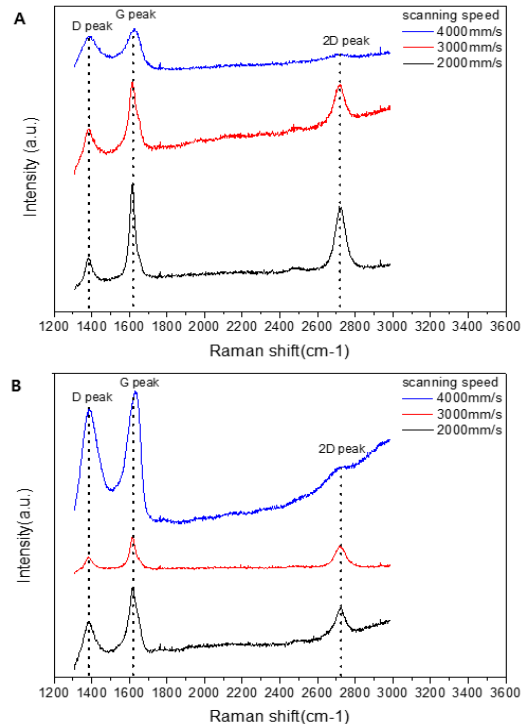 A
G peak
D peak
2D peak
scanning speed
4000mm/s
3000mm/s
2000mm/s
Intensity (a.u.)
1200 1400 1600 1800 2000 2200 2400 2600 2800 3000 3200 3400 3600
Raman shift(cm-1)
B
G peak
D peak
2D peak
scanning speed
4000mm/s
3000mm/s
2000mm/s
Intensity(a.u.)
1200 1400 1600 1800 2000 2200 2400 2600 2800 3000 3200 3400 3600
Raman shift(cm-1)